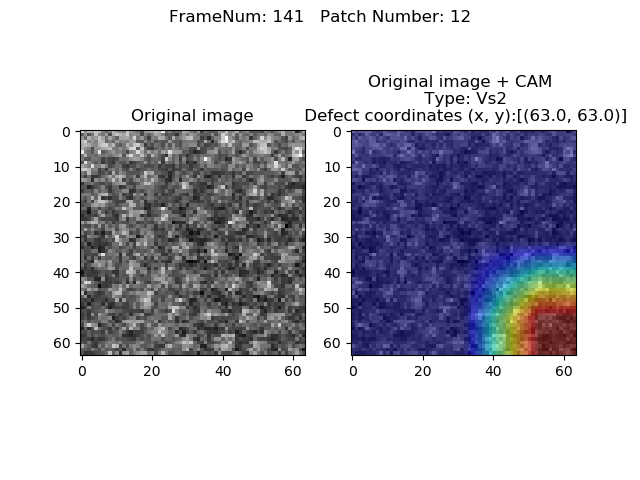 FrameNum: 141   Patch Number: 12
Original image
Original image + CAM
Type: Vs2
Defect coordinates (x, y):[(63.0, 63.0)]
0
10
20
30
40
50
60
0 20 40 60
0
10
20
30
40
50
60
0 20 40 60